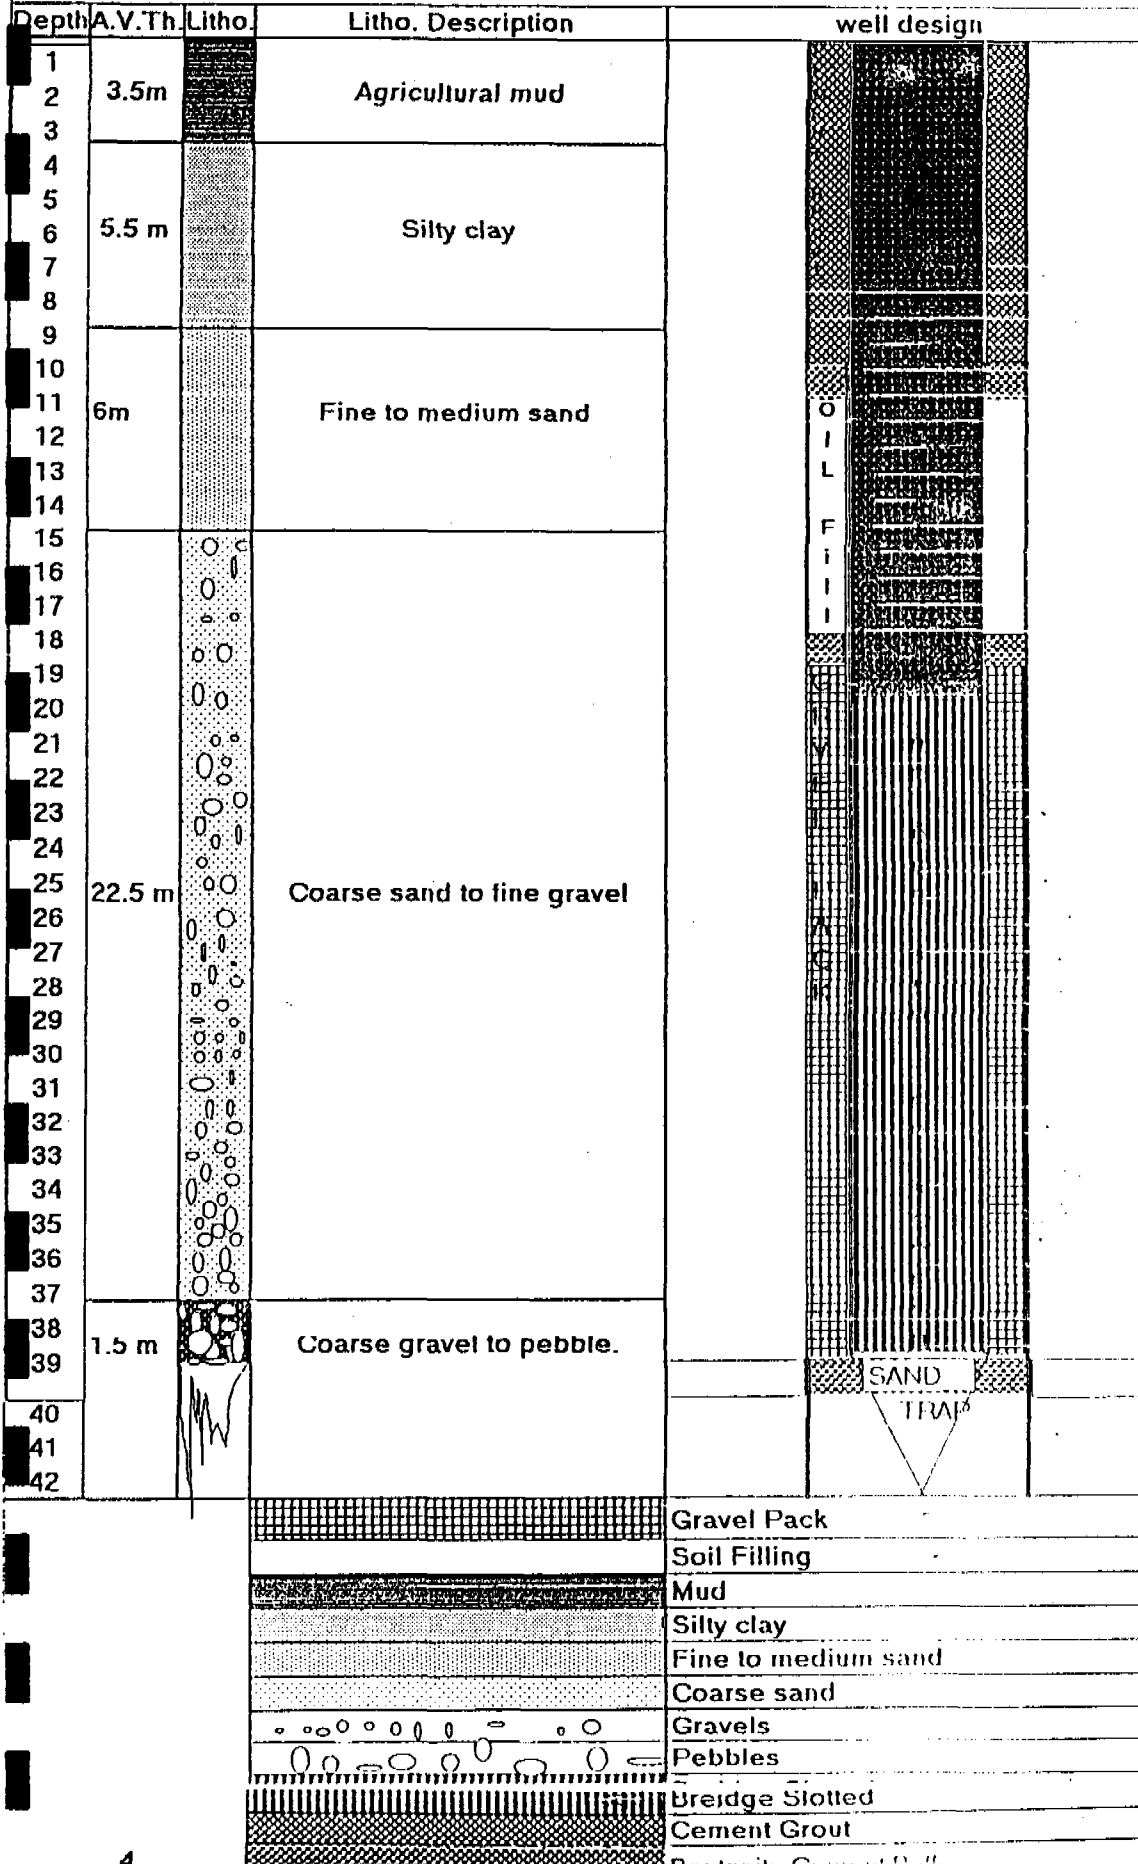 Depth A.V.Th. Litho. Litho. Description well design
1
2 3.5m Agricultural mud
3
4
5
6 5.5 m Silty clay
7
8
9
10
11 6m Fine to medium sand
12
13
14
15
16
17
18
19
20
21
22
23
24
25 22.5 m Coarse sand to fine gravel
26
27
28
29
30
31
32
33
34
35
36
37
38 1.5 m Coarse gravel to pebble.
39
40
41
42
O
I
L
F
i
l
l
SAND
TRAP
Gravel Pack
Soil Filling
Mud
Silty clay
Fine to medium sand
Coarse sand
Gravels
Pebbles
Breidge Slotted
Cement Grout
4